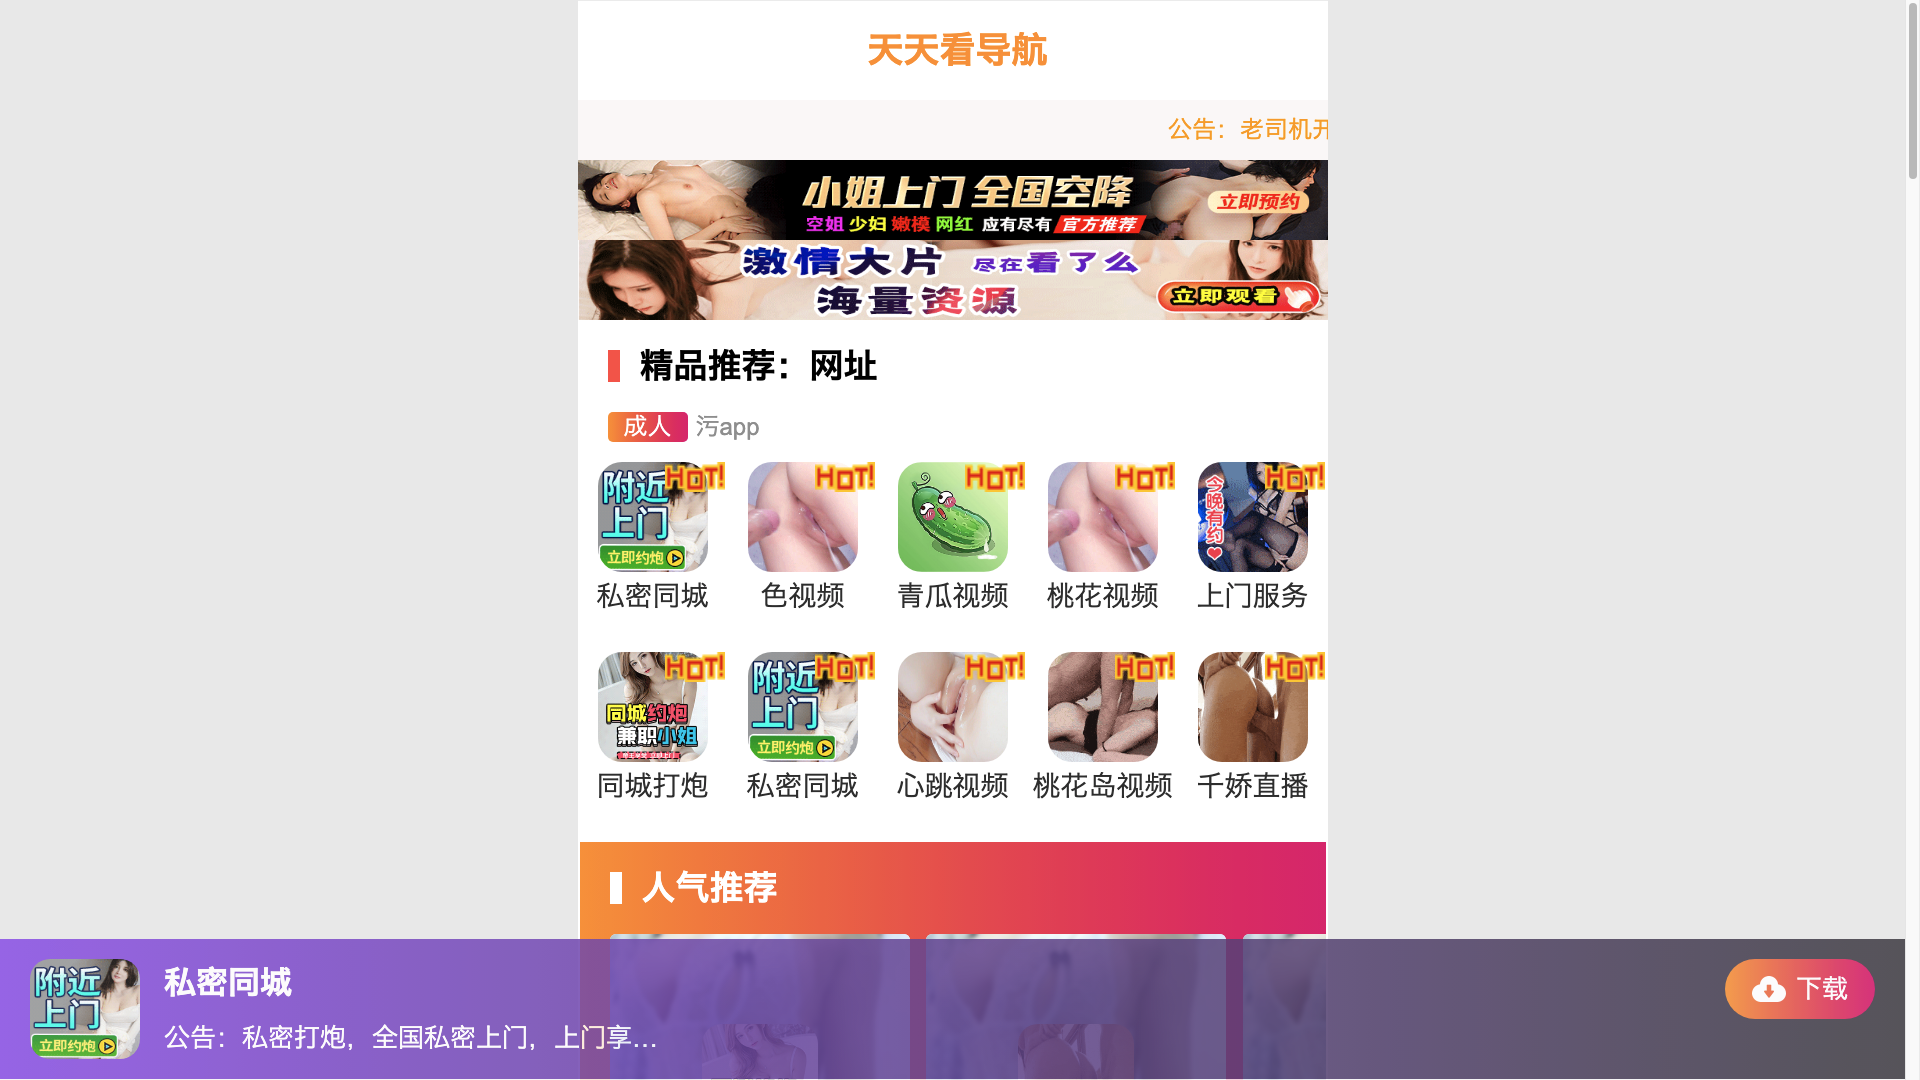 天天看导航
公告：老司机开
小姐上门 全国空降
立即预约
空姐 少妇 嫩模 网红 应有尽有 官方推荐
激情大片 尽在看了么
海量资源
立即观看
精品推荐：网址
成人 污app
附近
上门
立即约炮
HOT!
HOT!
HOT!
HOT!
今晚有约
HOT!
私密同城 色视频 青瓜视频 桃花视频 上门服务
HOT!
同城约炮
兼职小姐
附近
上门
立即约炮
HOT!
HOT!
HOT!
HOT!
同城打炮 私密同城 心跳视频 桃花岛视频 千娇直播
人气推荐
附近
上门
立即约炮
私密同城
公告：私密打炮，全国私密上门，上门享...
下载